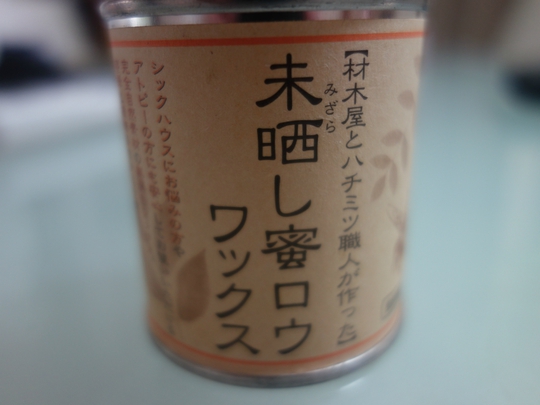 【材木屋とハチミツ職人が作った】
みざら
未晒し蜜ロウ
ワックス
シックハウスにお悩みの方や
アトピーの方に